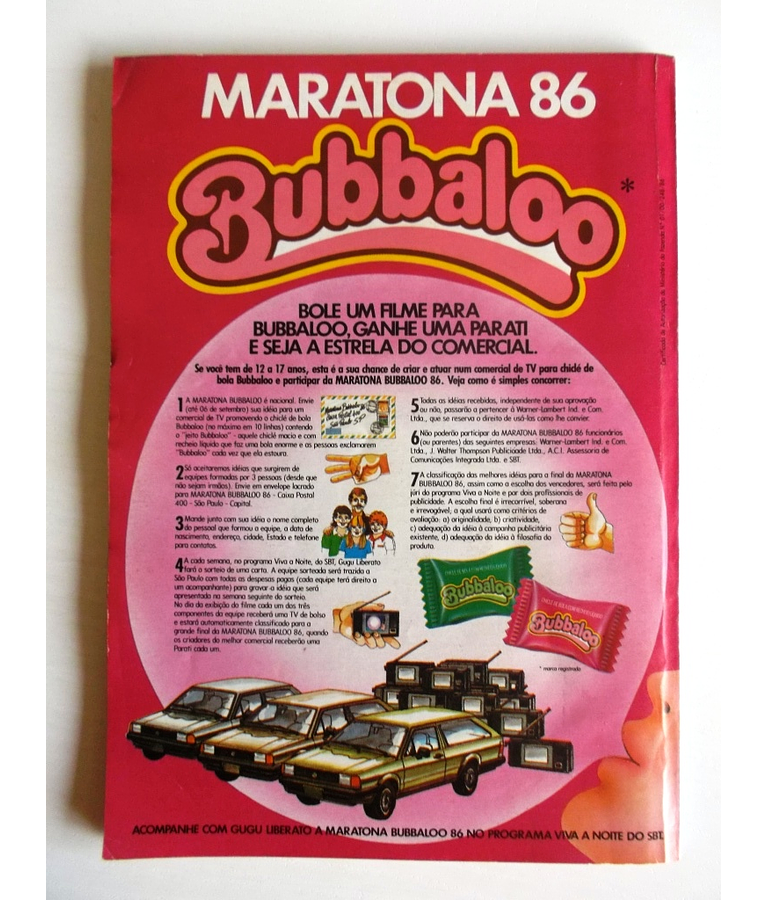 MARATONA 86
Bubbaloo*
BOLE UM FILME PARA
BUBBALOO, GANHE UMA PARATI
E SEJA A ESTRELA DO COMERCIAL.
Se você tem de 12 a 17 anos, esta é a sua chance de criar e atuar num comercial de TV para chiclé de
bola Bubbaloo e participar da MARATONA BUBBALOO 86. Veja como é simples concorrer:
1 A MARATONA BUBBALOO é nacional. Envie
(até 06 de setembro) sua idéia para um
comercial de TV promovendo o chiclé de bola
Bubbaloo (no máximo em 10 linhas) contendo
o "jeito Bubbaloo" - aquele chiclé macio e com
recheio líquido que faz uma bola enorme e as pessoas exclamarem
"Bubbaloo" cada vez que ela estoura.
2 Só aceitaremos idéias que surgirem de
equipes formadas por 3 pessoas (desde que
não sejam irmãos). Envie em envelope lacrado
para MARATONA BUBBALOO 86 - Caixa Postal
400 - São Paulo - Capital.
3 Mande junto com sua idéia o nome completo
do pessoal que formou a equipe, a data de
nascimento, endereço, cidade, Estado e telefone
para contatos.
4 A cada semana, no programa Viva a Noite, do SBT, Gugu Liberato
fará o sorteio de uma carta. A equipe sorteada será trazida a
São Paulo com todas as despesas pagas (cada equipe terá direito a
um acompanhante) para gravar a idéia que será
apresentada na semana seguinte do sorteio.
No dia da exibição do filme cada um dos três
componentes da equipe receberá uma TV de bolso
e estará automaticamente classificado para a
grande final da MARATONA BUBBALOO 86, quando
os criadores do melhor comercial receberão uma
Parati cada um.
5 Todas as idéias recebidas, independente de sua aprovação
ou não, passarão a pertencer à Warner-Lambert Ind. e Com.
Ltda., que se reserva o direito de usá-las como lhe convier.
6 Não poderão participar da MARATONA BUBBALOO 86 funcionários
(ou parentes) das seguintes empresas: Warner-Lambert Ind. e Com.
Ltda., J. Walter Thompson Publicidade Ltda., A.C.I. Assessoria de
Comunicações Integrada Ltda. e SBT.
7 A classificação das melhores idéias para a final da MARATONA
BUBBALOO 86, assim como a escolha dos vencedores, será feita pelo
júri do programa Viva a Noite e por dois profissionais de
publicidade. A escolha final é irrecorrível, soberana
e irrevogável, a qual usará como critérios de
avaliação: a) originalidade; b) criatividade,
c) adequação da idéia à campanha publicitária
existente, d) adequação da idéia à filosofia do
produto.
Bubbaloo
Bubbaloo
* marca registrada
ACOMPANHE COM GUGU LIBERATO A MARATONA BUBBALOO 86 NO PROGRAMA VIVA A NOITE DO SBT.